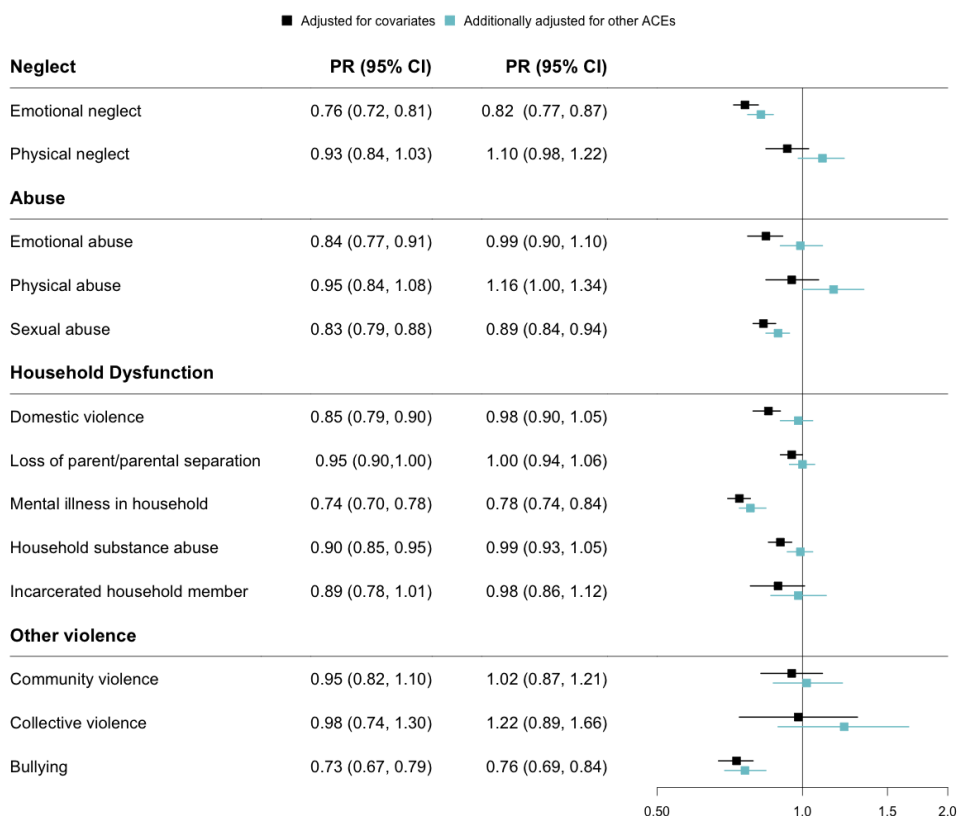 Adjusted for covariates Additionally adjusted for other ACEs
Neglect PR (95% CI) PR (95% CI)
Emotional neglect 0.76 (0.72, 0.81) 0.82 (0.77, 0.87)
Physical neglect 0.93 (0.84, 1.03) 1.10 (0.98, 1.22)
Abuse
Emotional abuse 0.84 (0.77, 0.91) 0.99 (0.90, 1.10)
Physical abuse 0.95 (0.84, 1.08) 1.16 (1.00, 1.34)
Sexual abuse 0.83 (0.79, 0.88) 0.89 (0.84, 0.94)
Household Dysfunction
Domestic violence 0.85 (0.79, 0.90) 0.98 (0.90, 1.05)
Loss of parent/parental separation 0.95 (0.90,1.00) 1.00 (0.94, 1.06)
Mental illness in household 0.74 (0.70, 0.78) 0.78 (0.74, 0.84)
Household substance abuse 0.90 (0.85, 0.95) 0.99 (0.93, 1.05)
Incarcerated household member 0.89 (0.78, 1.01) 0.98 (0.86, 1.12)
Other violence
Community violence 0.95 (0.82, 1.10) 1.02 (0.87, 1.21)
Collective violence 0.98 (0.74, 1.30) 1.22 (0.89, 1.66)
Bullying 0.73 (0.67, 0.79) 0.76 (0.69, 0.84)
0.50 1.0 1.5 2.0